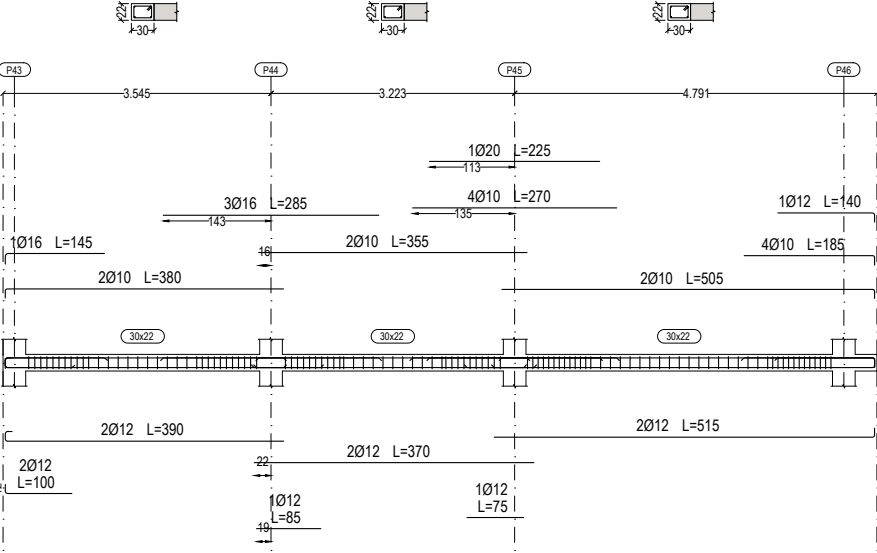 22 22 22
30 30 30
P43 P44 P45 P46
3.545 3.223 4.791
1Ø20 L=225
113
3Ø16 L=285 4Ø10 L=270 1Ø12 L=140
143 135
1Ø16 L=145 16 2Ø10 L=355 4Ø10 L=185
2Ø10 L=380 2Ø10 L=505
30x22 30x22 30x22
2Ø12 L=390 2Ø12 L=515
22 2Ø12 L=370
2Ø12
L=100
1Ø12
L=85
19
1Ø12
L=75